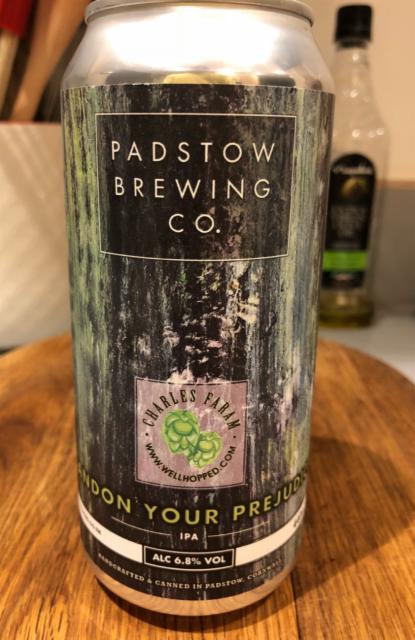 PADSTOW
BREWING
CO.
• CHARLES FARAM •
WWW.WELLHOPPED.COM
NDON YOUR PREJUD
IPA
ALC 6.8% VOL
HANDCRAFTED & CANNED IN PADSTOW, CORNWALL